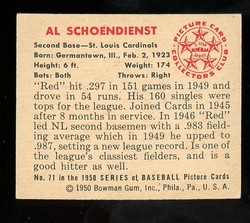 AL SCHOENDIENST
Second Base—St. Louis Cardinals
Born: Germantown, Ill., Feb. 2, 1923
Height: 6 ft. Weight: 174
Bats: Both Throws: Right
PICTURE CARD
COLLECTORS CLUB
BOWMAN
"Red" hit .297 in 151 games in 1949 and
drove in 54 runs. His 160 singles were
tops for the league. Joined Cards in 1945
after 8 months in service. In 1946 "Red"
led NL second basemen with a .983 field-
ing average which in 1949 he upped to
.987, setting a new league record. Is one
of the league's classiest fielders, and is
hard to bluff.
No. 71 in the 1950 SERIES of BASEBALL Picture Cards
©1950 Bowman Gum, Inc., Phila., Pa., U. S. A.